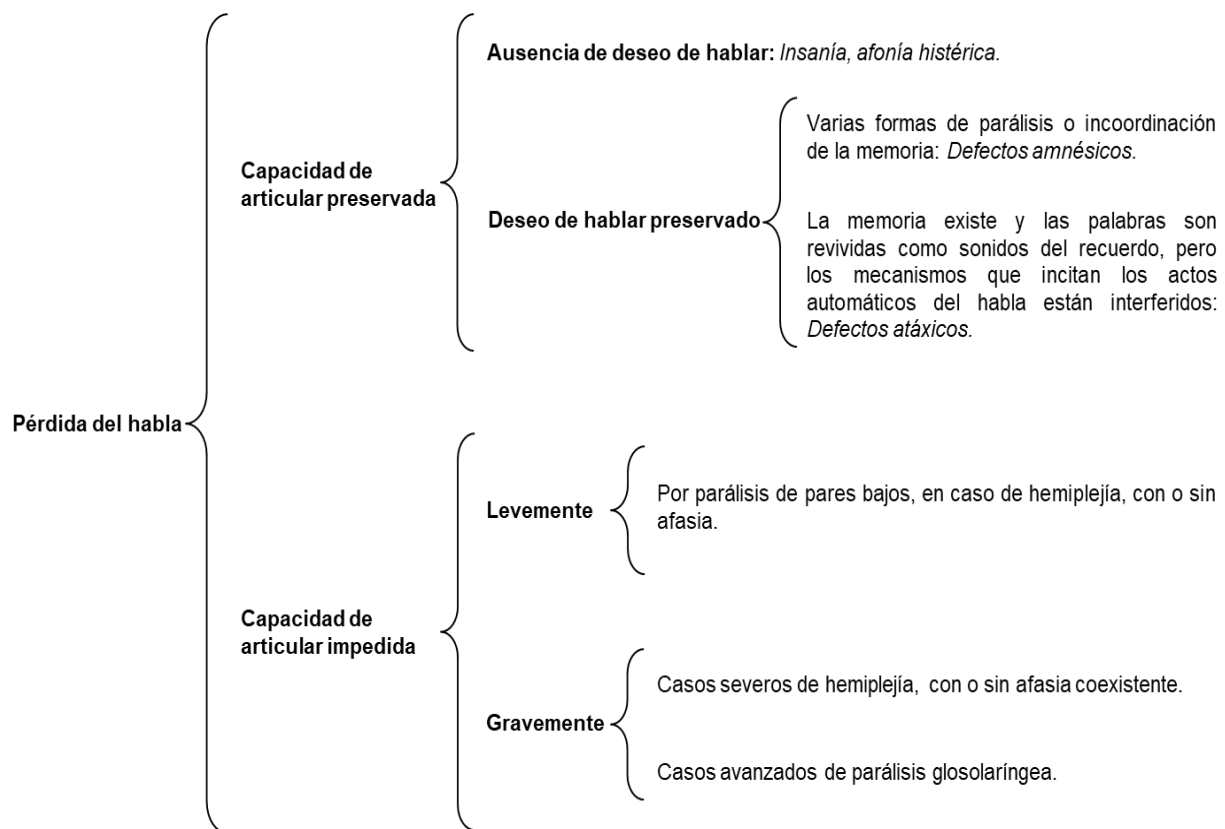 Pérdida del habla
Capacidad de
articular preservada
Ausencia de deseo de hablar: Insanía, afonía histérica.
Deseo de hablar preservado
Varias formas de parálisis o incoordinación
de la memoria: Defectos amnésicos.
La memoria existe y las palabras son
revividas como sonidos del recuerdo, pero
los mecanismos que incitan los actos
automáticos del habla están interferidos:
Defectos atáxicos.
Capacidad de
articular impedida
Levemente
Por parálisis de pares bajos, en caso de hemiplejía, con o sin
afasia.
Gravemente
Casos severos de hemiplejía, con o sin afasia coexistente.
Casos avanzados de parálisis glosolaríngea.